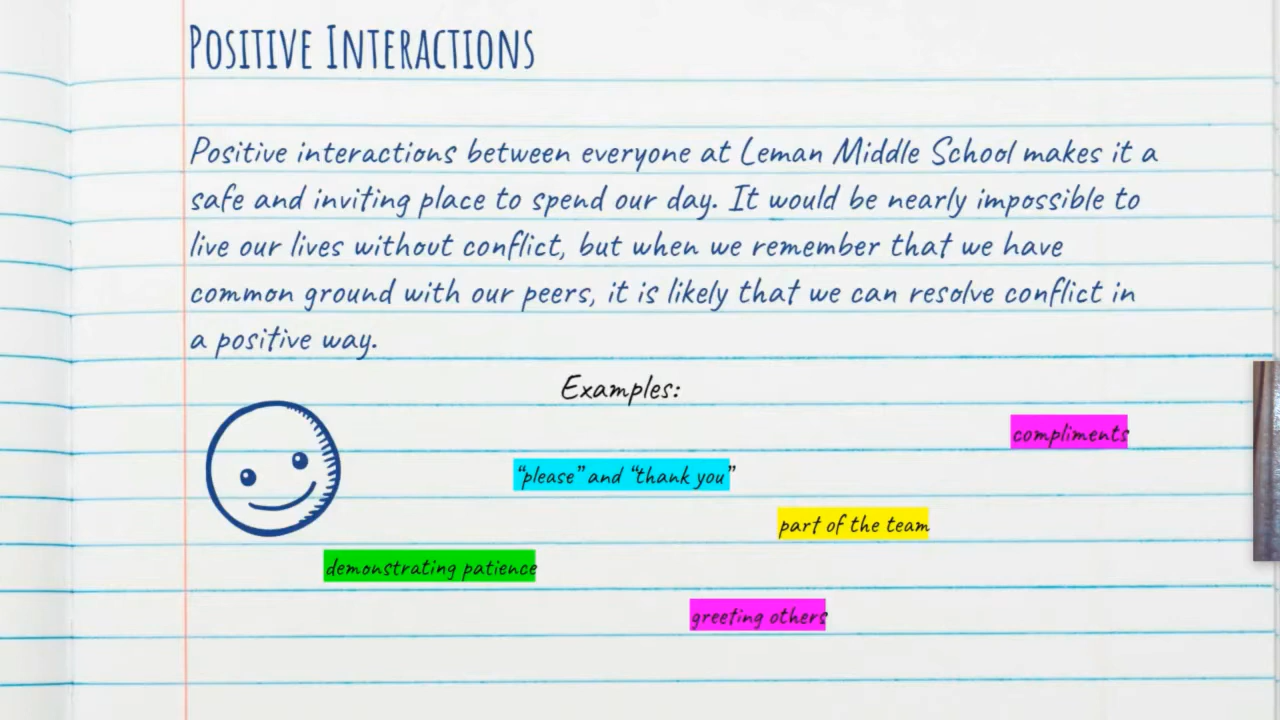 Positive Interactions
Positive interactions between everyone at Leman Middle School makes it a
safe and inviting place to spend our day. It would be nearly impossible to
live our lives without conflict, but when we remember that we have
common ground with our peers, it is likely that we can resolve conflict in
a positive way.
Examples:
compliments
“please” and “thank you”
part of the team
demonstrating patience
greeting others